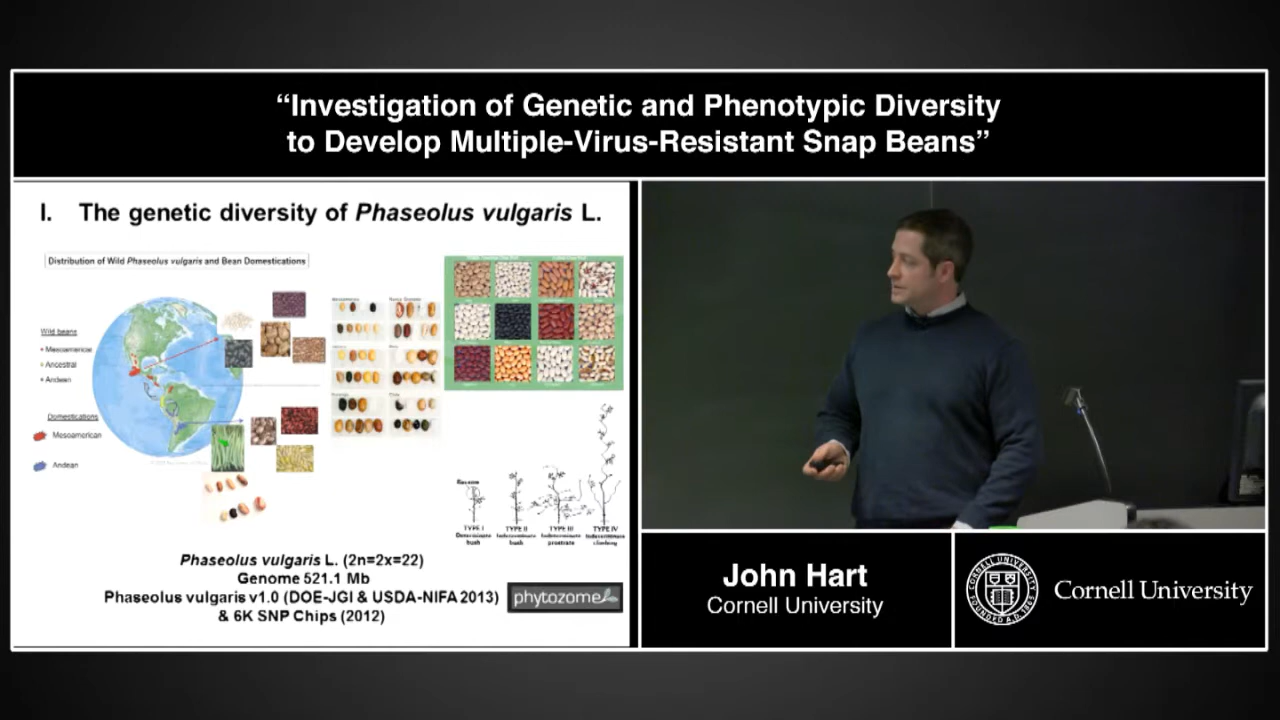 “Investigation of Genetic and Phenotypic Diversity
to Develop Multiple-Virus-Resistant Snap Beans”
I. The genetic diversity of Phaseolus vulgaris L.
Distribution of Wild Phaseolus vulgaris and Bean Domestications
Wild beans
Mesoamerican
Ancestral
Andean
Domestications
Mesoamerican
Andean
TYPE I
Determinate
bush
TYPE II
Indeterminate
bush
TYPE III
Indeterminate
prostrate
TYPE IV
Indeterminate
climbing
Phaseolus vulgaris L. (2n=2x=22)
Genome 521.1 Mb
Phaseolus vulgaris v1.0 (DOE-JGI & USDA-NIFA 2013)
& 6K SNP Chips (2012)
phytozome
John Hart
Cornell University
CORNELL UNIVERSITY
FOUNDED A.D. 1865
Cornell University